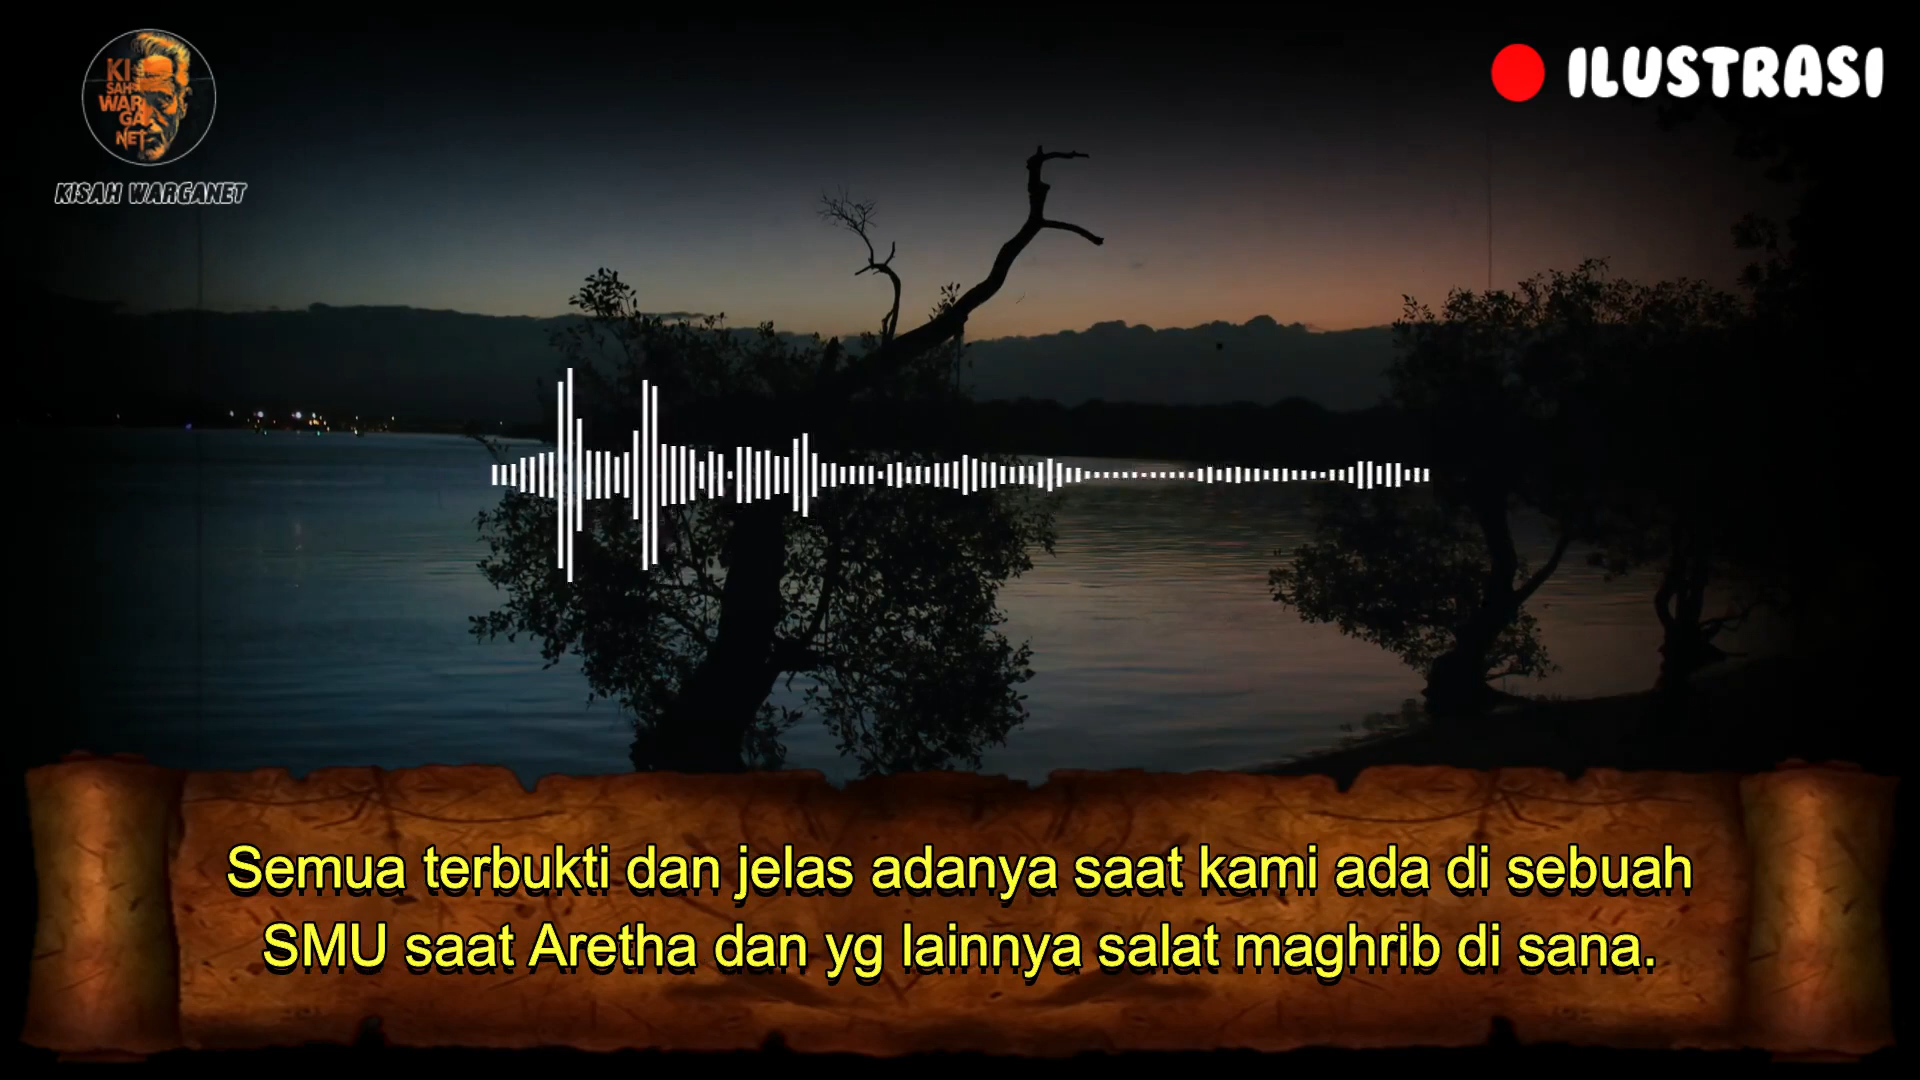 KI
SAH
WAR
GA
NET
KISAH WARGANET
ILUSTRASI
Semua terbukti dan jelas adanya saat kami ada di sebuah
SMU saat Aretha dan yg lainnya salat maghrib di sana.